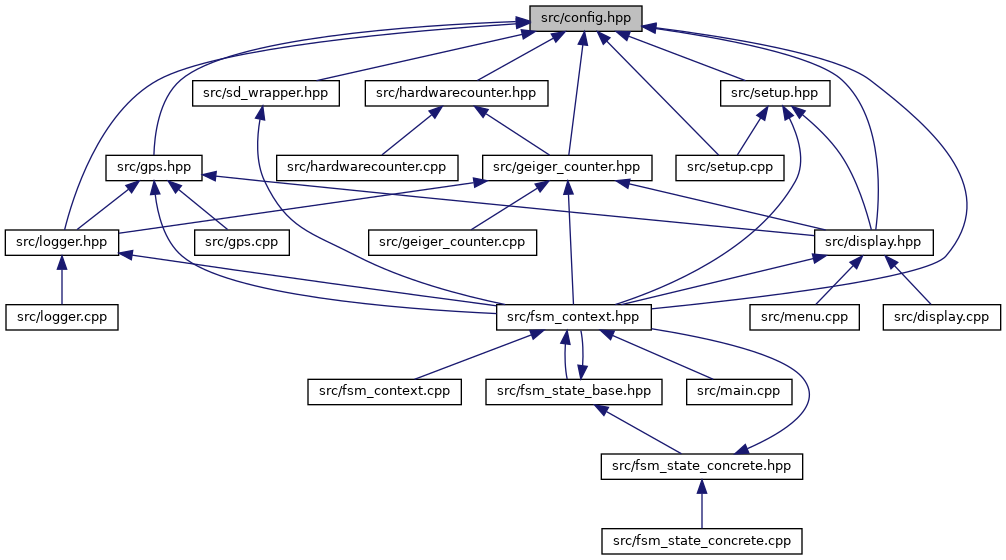 src/config.hpp
src/sd_wrapper.hpp
src/hardwarecounter.hpp
src/setup.hpp
src/gps.hpp
src/hardwarecounter.cpp
src/geiger_counter.hpp
src/setup.cpp
src/logger.hpp
src/gps.cpp
src/geiger_counter.cpp
src/display.hpp
src/logger.cpp
src/fsm_context.hpp
src/menu.cpp
src/display.cpp
src/fsm_context.cpp
src/fsm_state_base.hpp
src/main.cpp
src/fsm_state_concrete.hpp
src/fsm_state_concrete.cpp